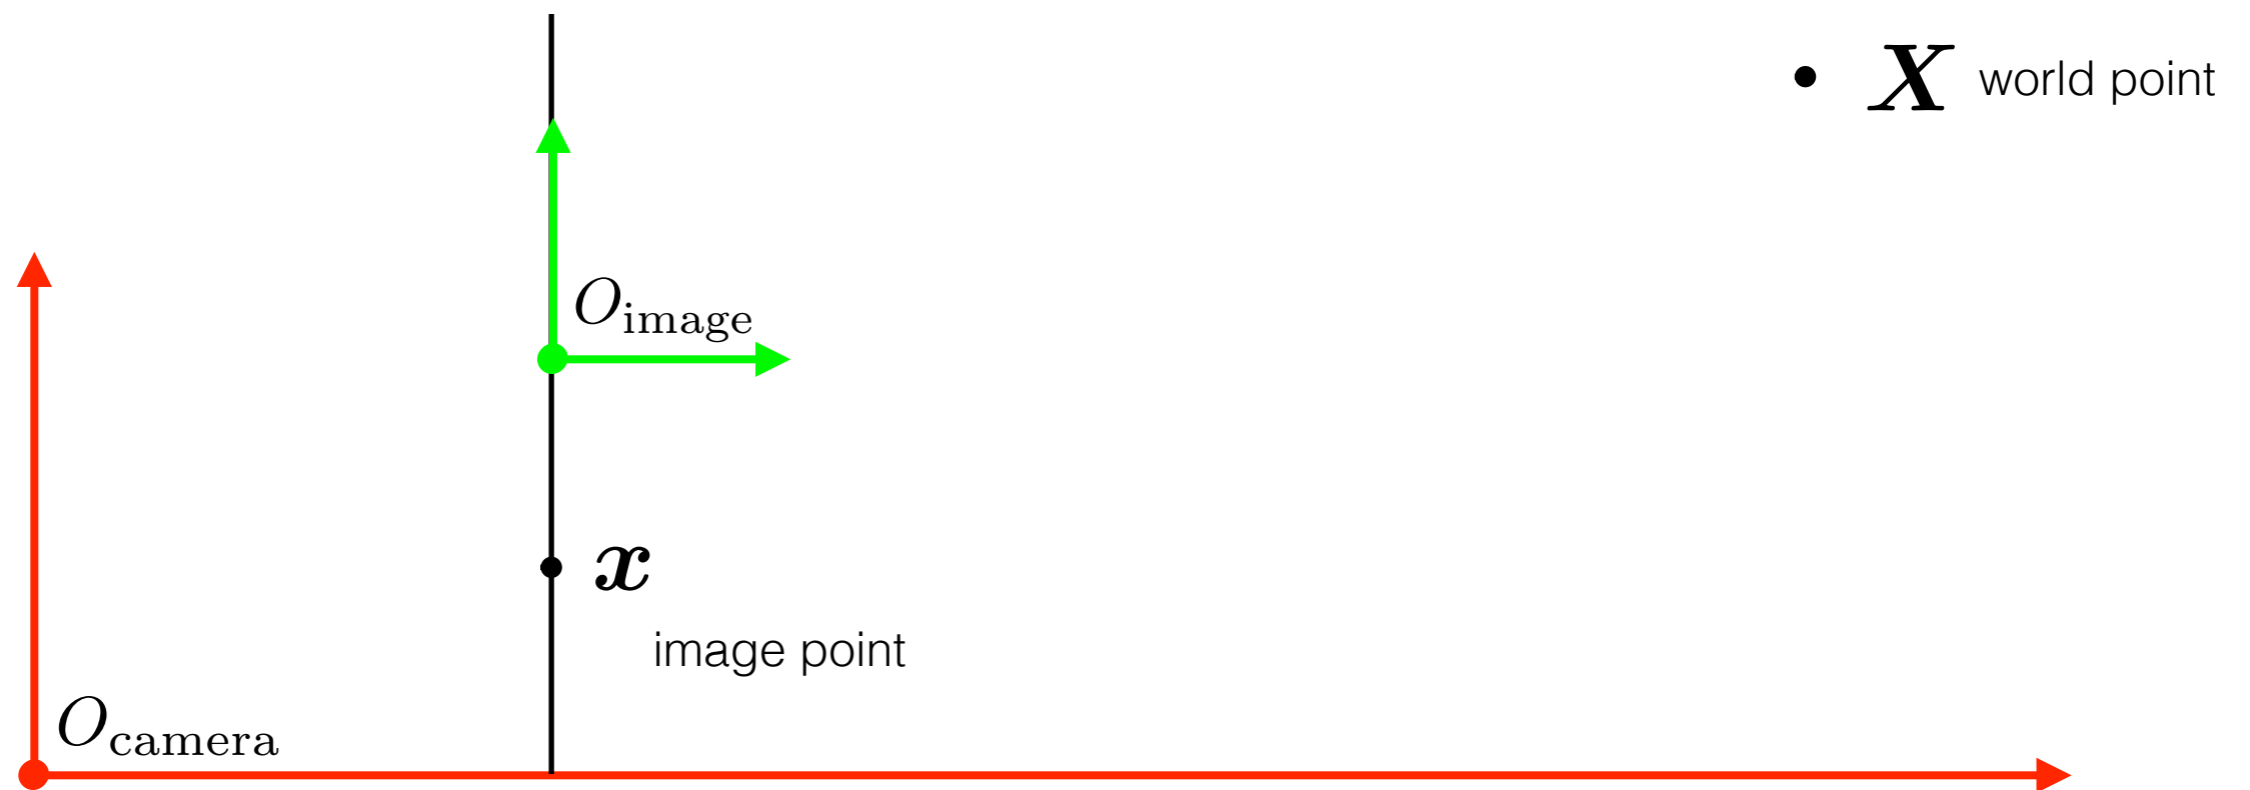 X world point
O_image
x
image point
O_camera